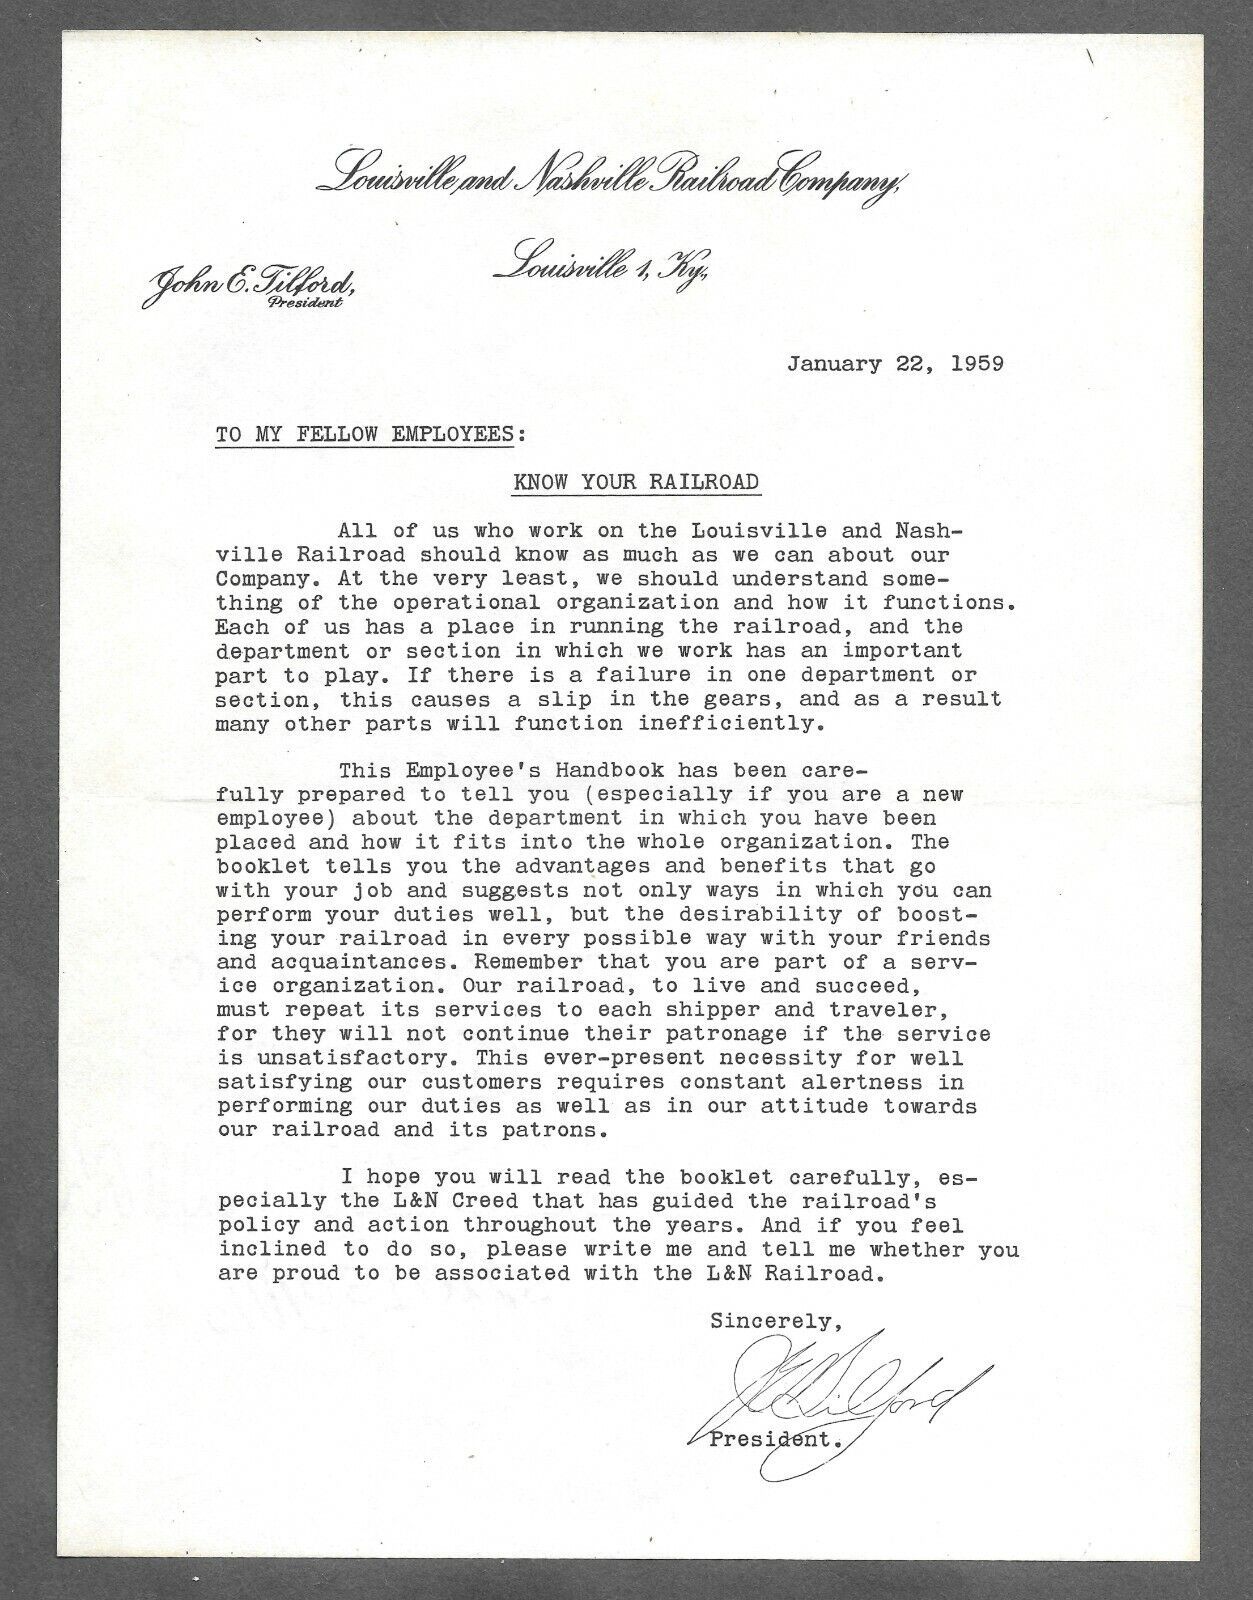 Louisville and Nashville Railroad Company,
Louisville 1, Ky.,
John E. Tilford,
President
January 22, 1959
TO MY FELLOW EMPLOYEES:
KNOW YOUR RAILROAD
All of us who work on the Louisville and Nash-
ville Railroad should know as much as we can about our
Company. At the very least, we should understand some-
thing of the operational organization and how it functions.
Each of us has a place in running the railroad, and the
department or section in which we work has an important
part to play. If there is a failure in one department or
section, this causes a slip in the gears, and as a result
many other parts will function inefficiently.
This Employee's Handbook has been care-
fully prepared to tell you (especially if you are a new
employee) about the department in which you have been
placed and how it fits into the whole organization. The
booklet tells you the advantages and benefits that go
with your job and suggests not only ways in which you can
perform your duties well, but the desirability of boost-
ing your railroad in every possible way with your friends
and acquaintances. Remember that you are part of a serv-
ice organization. Our railroad, to live and succeed,
must repeat its services to each shipper and traveler,
for they will not continue their patronage if the service
is unsatisfactory. This ever-present necessity for well
satisfying our customers requires constant alertness in
performing our duties as well as in our attitude towards
our railroad and its patrons.
I hope you will read the booklet carefully, es-
pecially the L&N Creed that has guided the railroad's
policy and action throughout the years. And if you feel
inclined to do so, please write me and tell me whether you
are proud to be associated with the L&N Railroad.
Sincerely,
J E Tilford
President.